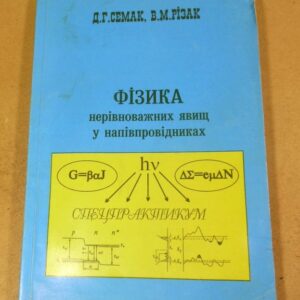 Д.Г.СЕМАК, В.М.РІЗАК
ФІЗИКА
нерівноважних явищ
у напівпровідниках
hν
G=βαJ
ΔΣ=eμΔN
СПЕЦПРАКТИКУМ
p n n⁺